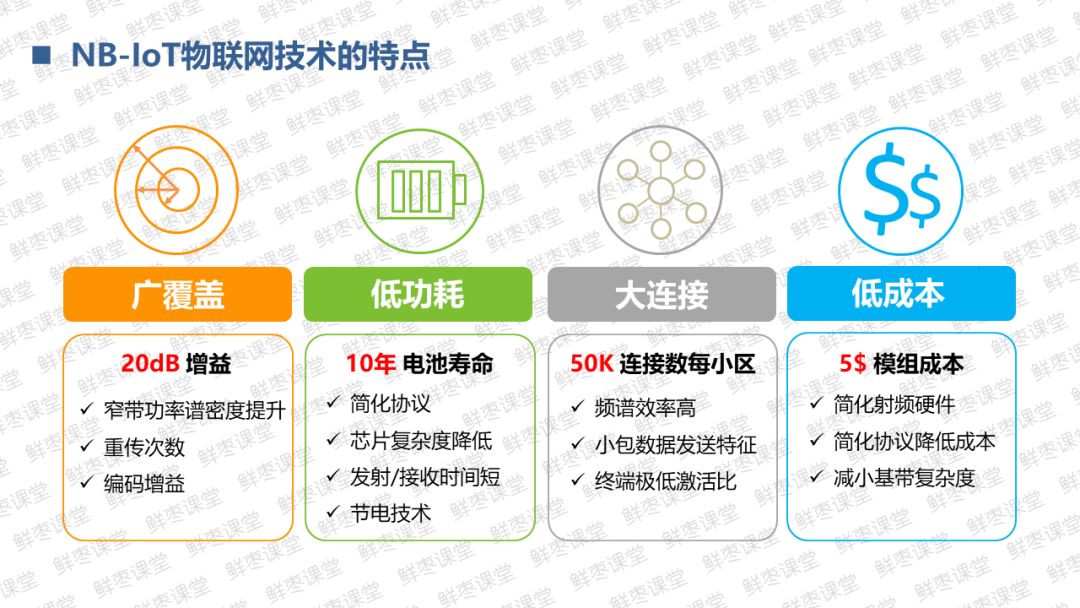 NB-IoT物联网技术的特点
广覆盖
20dB 增益
窄带功率谱密度提升
重传次数
编码增益
低功耗
10年 电池寿命
简化协议
芯片复杂度降低
发射/接收时间短
节电技术
大连接
50K 连接数每小区
频谱效率高
小包数据发送特征
终端极低激活比
$$
低成本
5$ 模组成本
简化射频硬件
简化协议降低成本
减小基带复杂度
鲜枣课堂